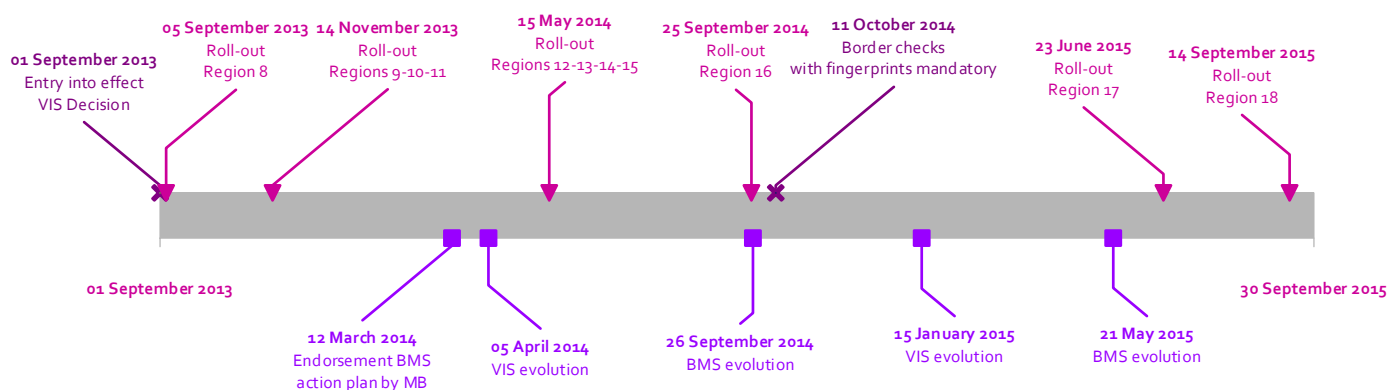 01 September 2013
Entry into effect
VIS Decision
05 September 2013
Roll-out
Region 8
14 November 2013
Roll-out
Regions 9-10-11
15 May 2014
Roll-out
Regions 12-13-14-15
25 September 2014
Roll-out
Region 16
11 October 2014
Border checks
with fingerprints mandatory
23 June 2015
Roll-out
Region 17
14 September 2015
Roll-out
Region 18
01 September 2013
30 September 2015
12 March 2014
Endorsement BMS
action plan by MB
05 April 2014
VIS evolution
26 September 2014
BMS evolution
15 January 2015
VIS evolution
21 May 2015
BMS evolution